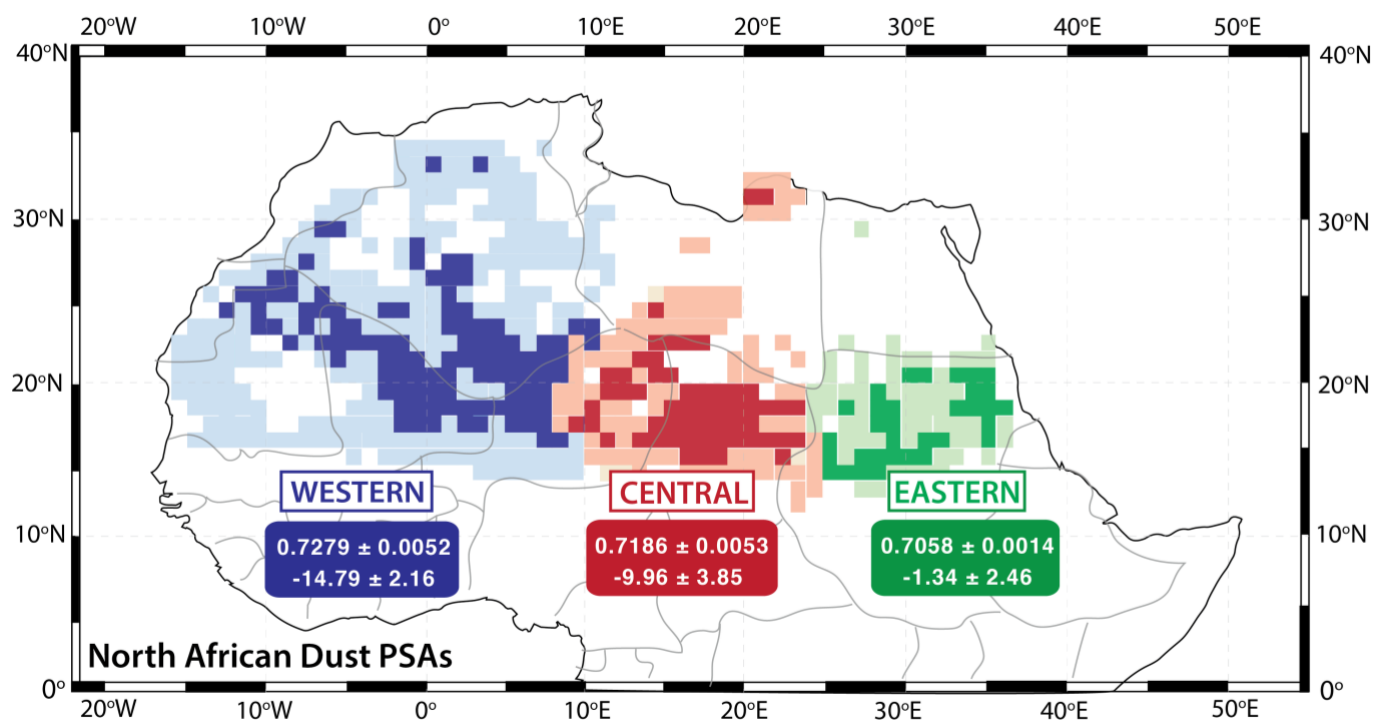 20°W 10°W 0° 10°E 20°E 30°E 40°E 50°E
40°N 40°N
30°N 30°N
20°N 20°N
WESTERN CENTRAL EASTERN
10°N 10°N
0.7279 ± 0.0052 0.7186 ± 0.0053 0.7058 ± 0.0014
-14.79 ± 2.16 -9.96 ± 3.85 -1.34 ± 2.46
North African Dust PSAs
0° 0°
20°W 10°W 0° 10°E 20°E 30°E 40°E 50°E